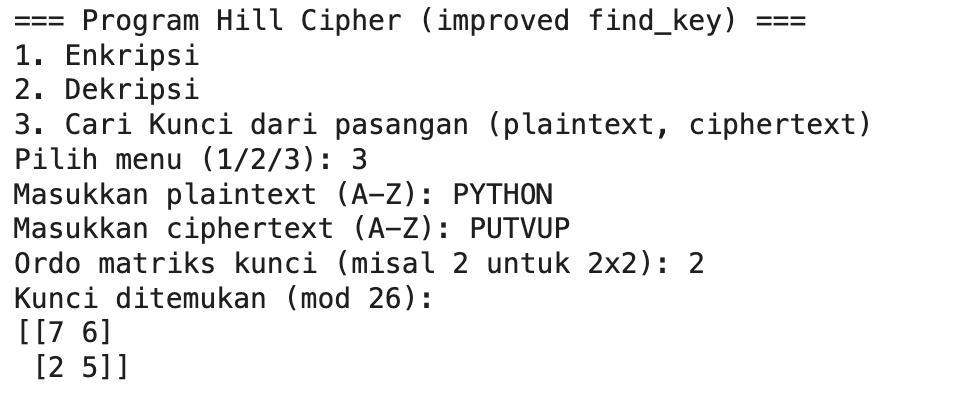 === Program Hill Cipher (improved find_key) ===
1. Enkripsi
2. Dekripsi
3. Cari Kunci dari pasangan (plaintext, ciphertext)
Pilih menu (1/2/3): 3
Masukkan plaintext (A-Z): PYTHON
Masukkan ciphertext (A-Z): PUTVUP
Ordo matriks kunci (misal 2 untuk 2x2): 2
Kunci ditemukan (mod 26):
[[7 6]
 [2 5]]